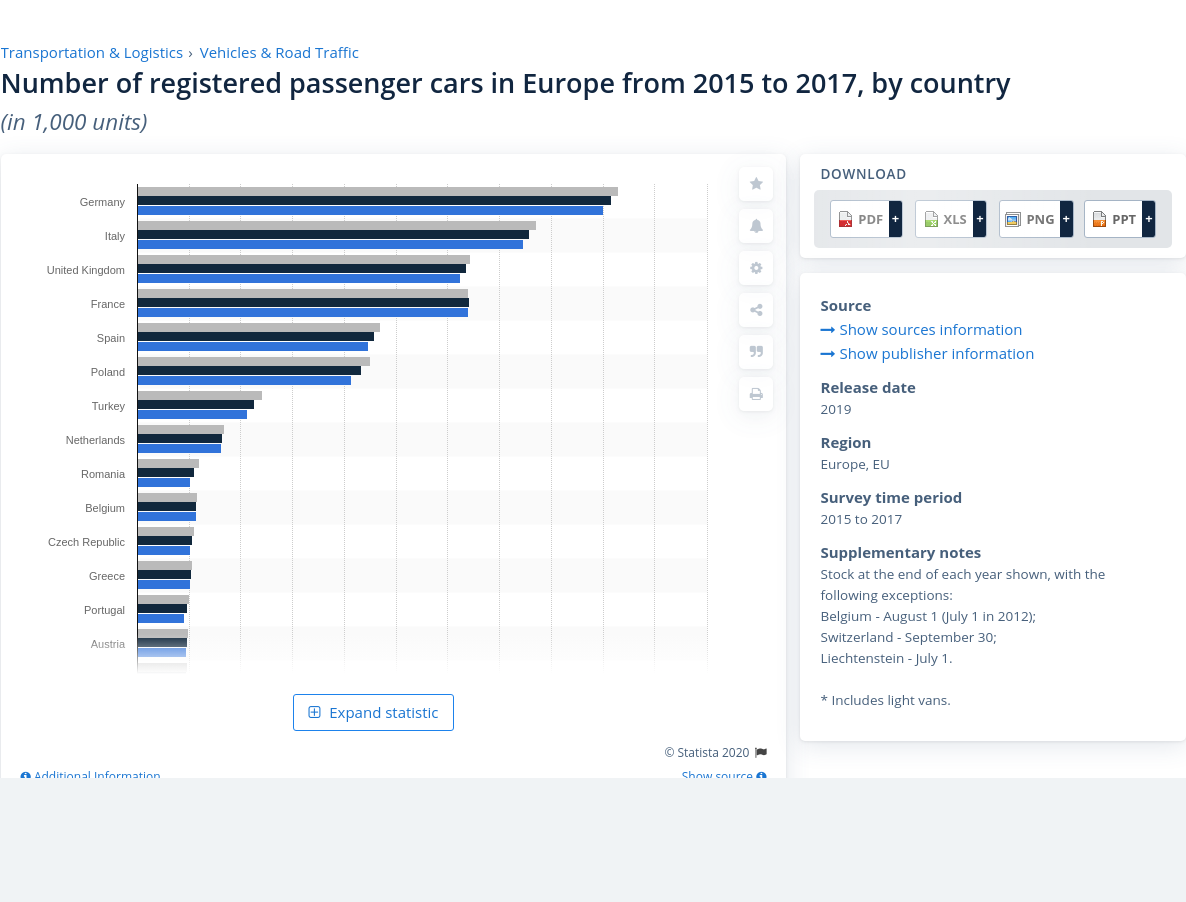 Transportation & Logistics › Vehicles & Road Traffic
Number of registered passenger cars in Europe from 2015 to 2017, by country
(in 1,000 units)
Germany
Italy
United Kingdom
France
Spain
Poland
Turkey
Netherlands
Romania
Belgium
Czech Republic
Greece
Portugal
Austria
Expand statistic
© Statista 2020
Additional Information
Show source
DOWNLOAD
PDF + XLS + PNG + PPT +
Source
Show sources information
Show publisher information
Release date
2019
Region
Europe, EU
Survey time period
2015 to 2017
Supplementary notes
Stock at the end of each year shown, with the
following exceptions:
Belgium - August 1 (July 1 in 2012);
Switzerland - September 30;
Liechtenstein - July 1.
* Includes light vans.